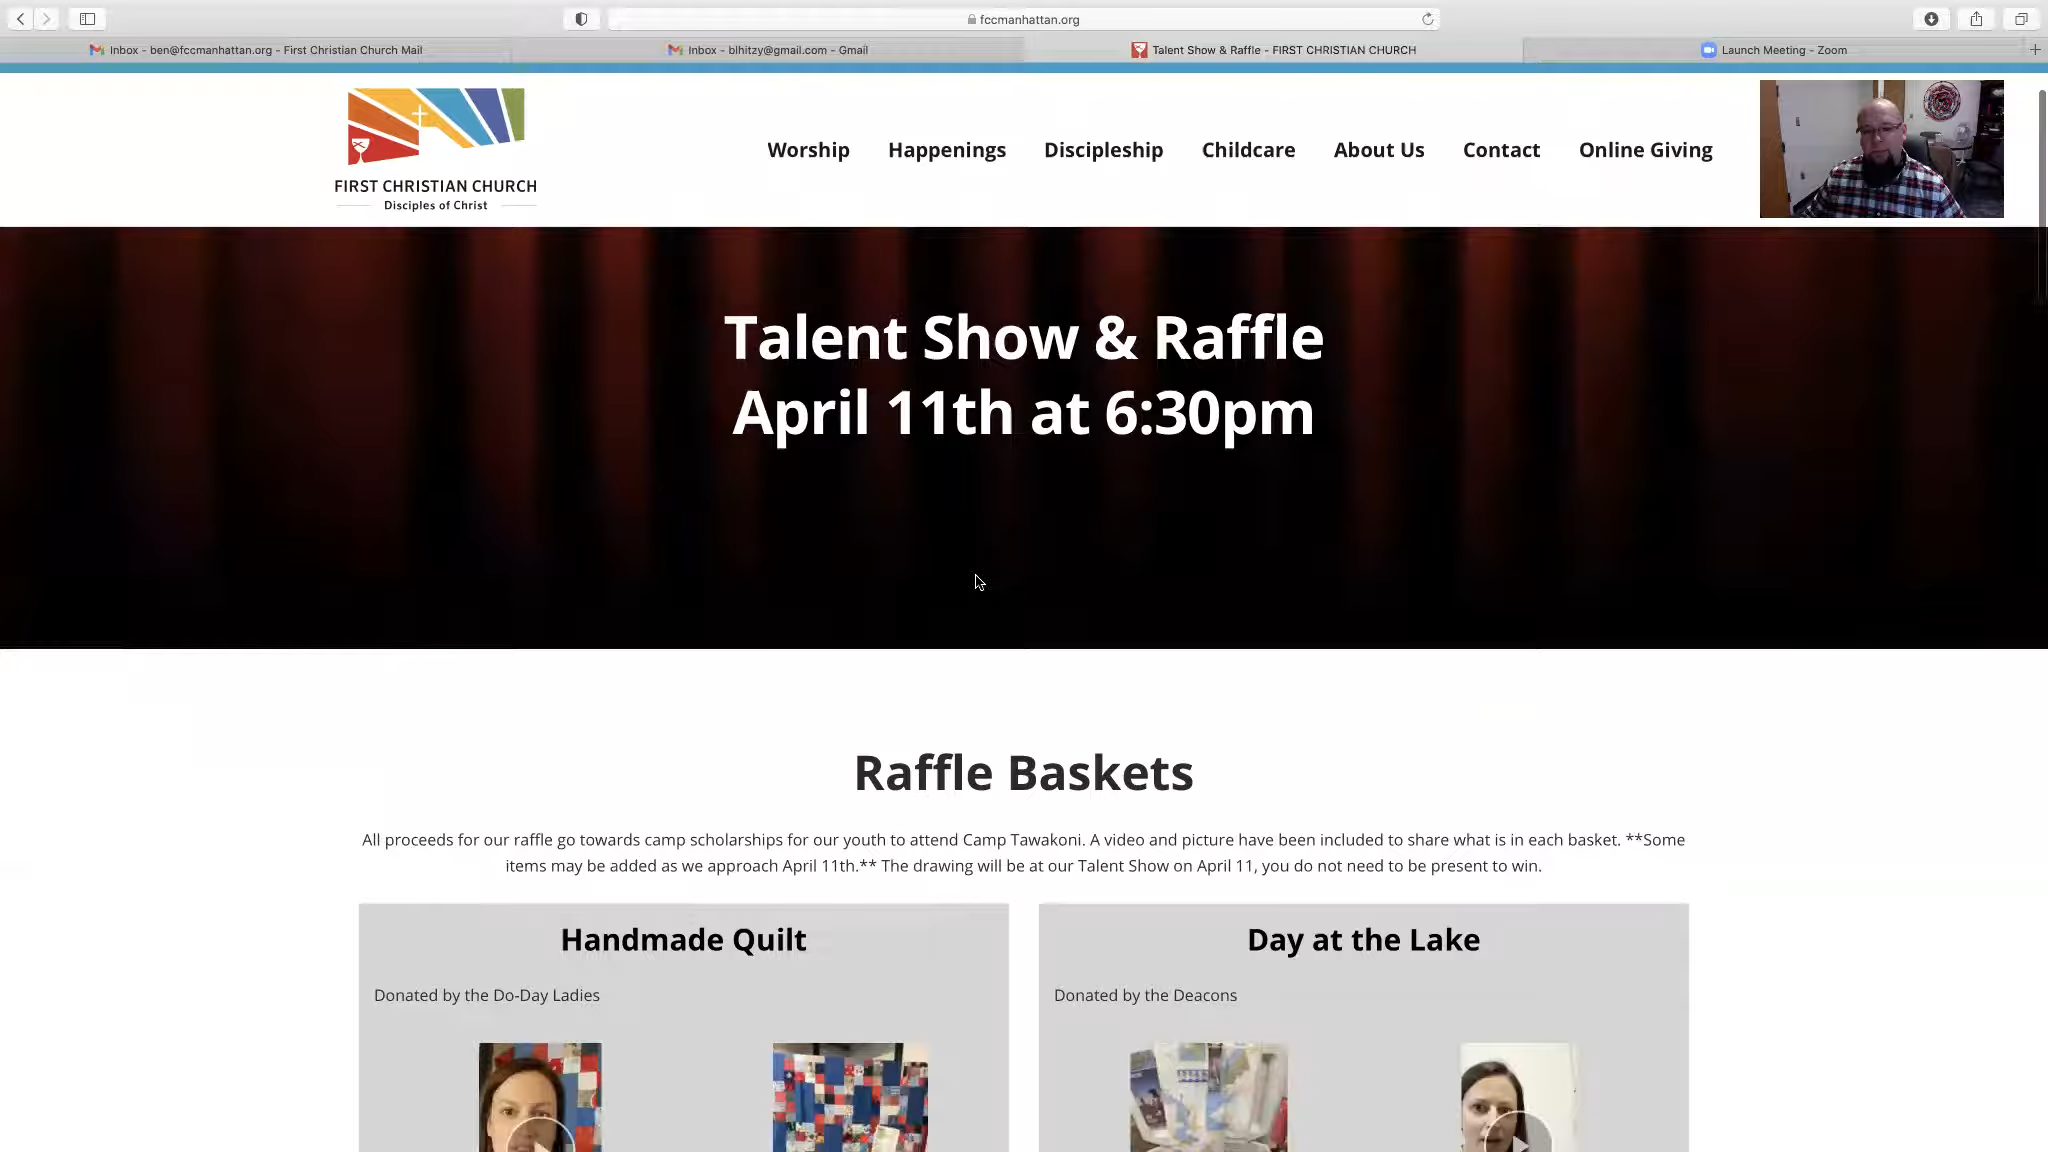 fccmanhattan.org
Inbox - ben@fccmanhattan.org - First Christian Church Mail
Inbox - blhitzy@gmail.com - Gmail
Talent Show & Raffle - FIRST CHRISTIAN CHURCH
Launch Meeting - Zoom
FIRST CHRISTIAN CHURCH
Disciples of Christ
Worship
Happenings
Discipleship
Childcare
About Us
Contact
Online Giving
Talent Show & Raffle
April 11th at 6:30pm
Raffle Baskets
All proceeds for our raffle go towards camp scholarships for our youth to attend Camp Tawakoni. A video and picture have been included to share what is in each basket. **Some
items may be added as we approach April 11th.** The drawing will be at our Talent Show on April 11, you do not need to be present to win.
Handmade Quilt
Donated by the Do-Day Ladies
Day at the Lake
Donated by the Deacons